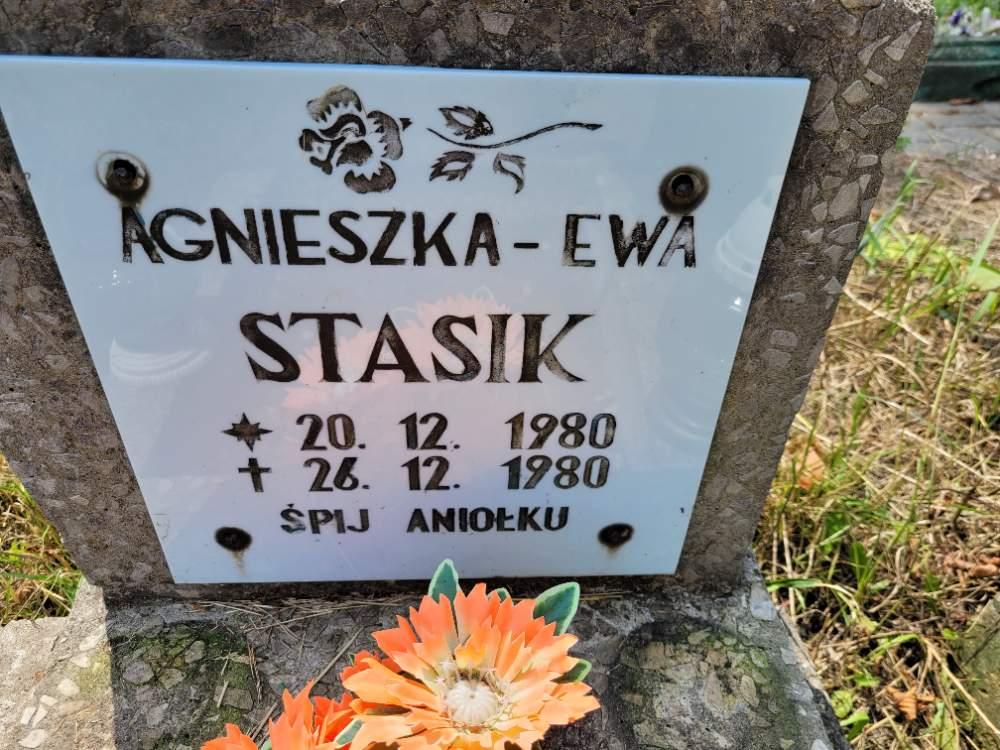 AGNIESZKA - EWA
STASIK
20. 12. 1980
✝ 26. 12. 1980
ŚPIJ ANIOŁKU